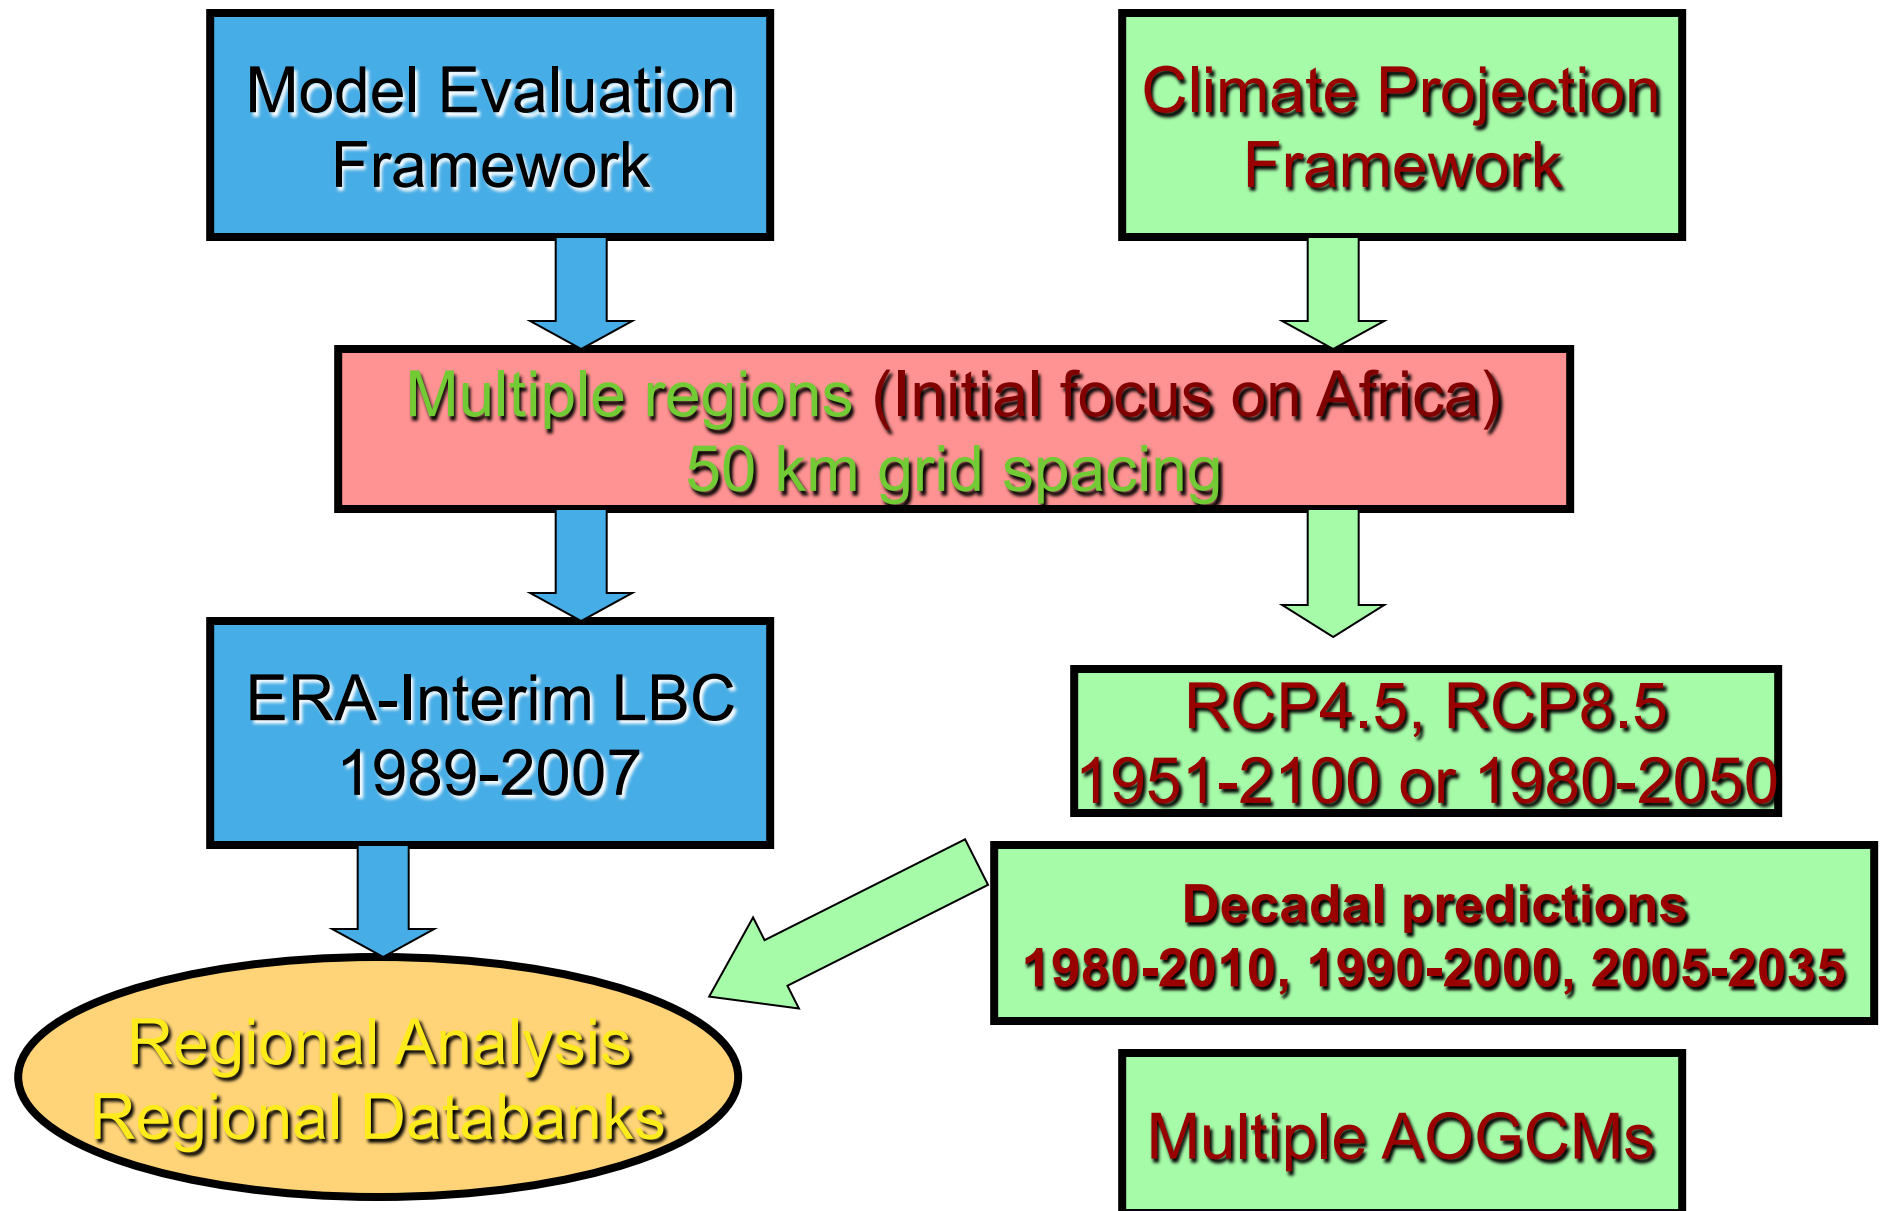 Model Evaluation
Framework
Climate Projection
Framework
Multiple regions (Initial focus on Africa)
50 km grid spacing
ERA-Interim LBC
1989-2007
RCP4.5, RCP8.5
1951-2100 or 1980-2050
Decadal predictions
1980-2010, 1990-2000, 2005-2035
Regional Analysis
Regional Databanks
Multiple AOGCMs